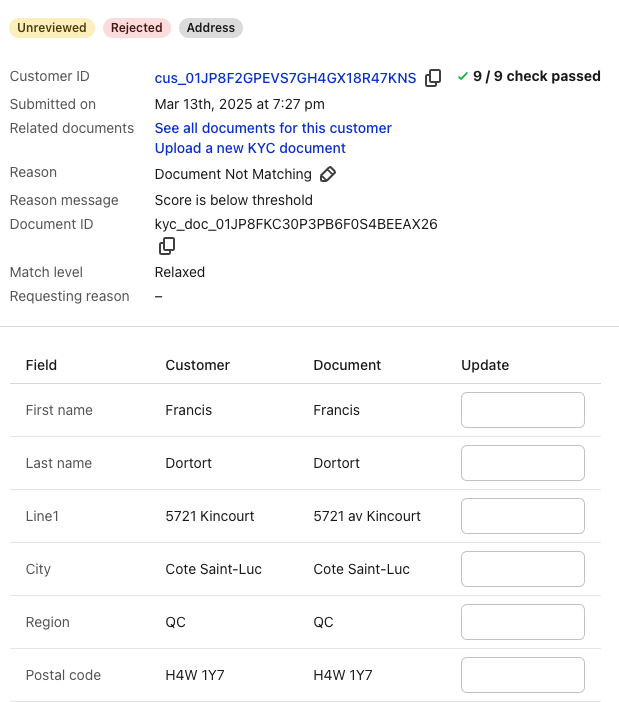 Unreviewed Rejected Address
Customer ID cus_01JP8F2GPEVS7GH4GX18R47KNS 9 / 9 check passed
Submitted on Mar 13th, 2025 at 7:27 pm
Related documents See all documents for this customer
Upload a new KYC document
Reason Document Not Matching
Reason message Score is below threshold
Document ID kyc_doc_01JP8FKC30P3PB6F0S4BEEAX26
Match level Relaxed
Requesting reason –
Field Customer Document Update
First name Francis Francis
Last name Dortort Dortort
Line1 5721 Kincourt 5721 av Kincourt
City Cote Saint-Luc Cote Saint-Luc
Region QC QC
Postal code H4W 1Y7 H4W 1Y7